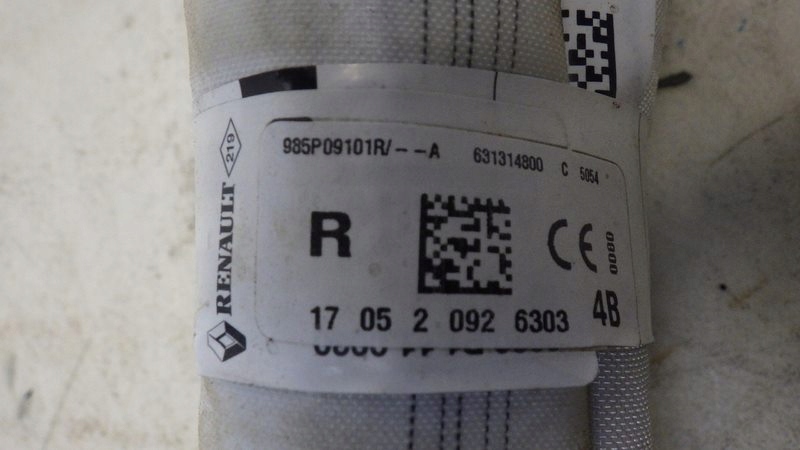 985P09101R/--A 631314800 C 5054
219
RENAULT
R
CE
0080
17 05 2 092 6303
4B